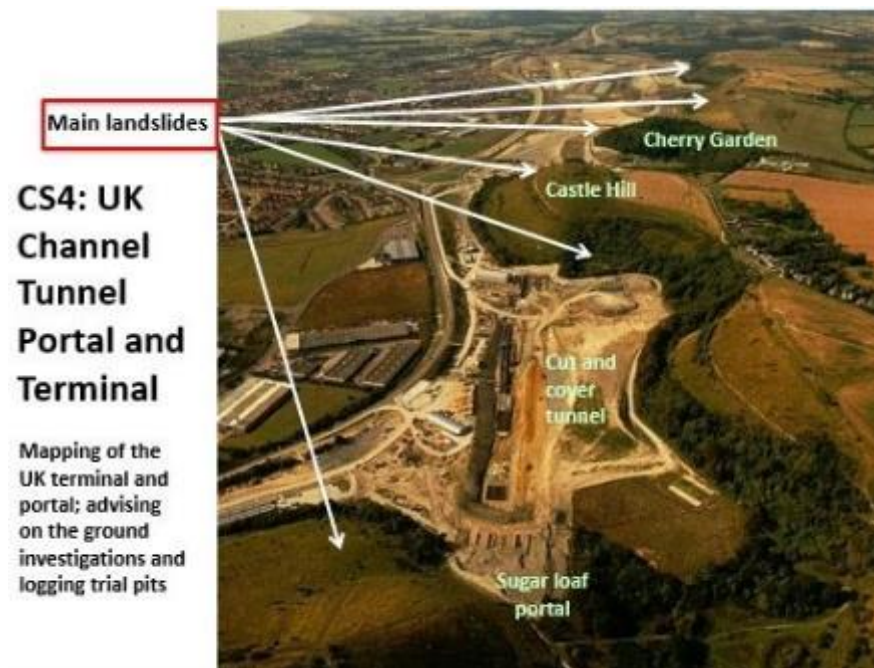 Main landslides
CS4: UK
Channel
Tunnel
Portal and
Terminal
Mapping of the
UK terminal and
portal; advising
on the ground
investigations and
logging trial pits
Cherry Garden
Castle Hill
Cut and
cover
tunnel
Sugar loaf
portal